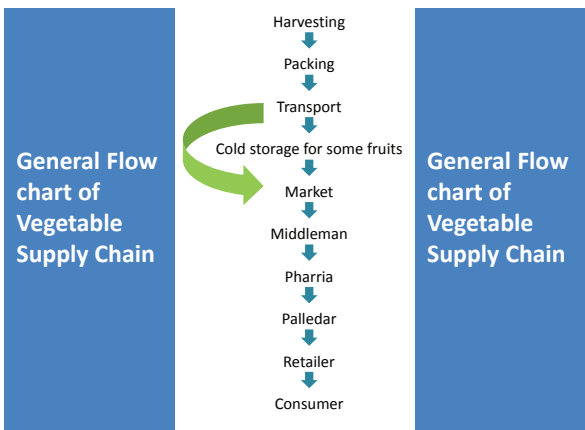 General Flow
chart of
Vegetable
Supply Chain
Harvesting
Packing
Transport
Cold storage for some fruits
Market
Middleman
Pharria
Palledar
Retailer
Consumer
General Flow
chart of
Vegetable
Supply Chain